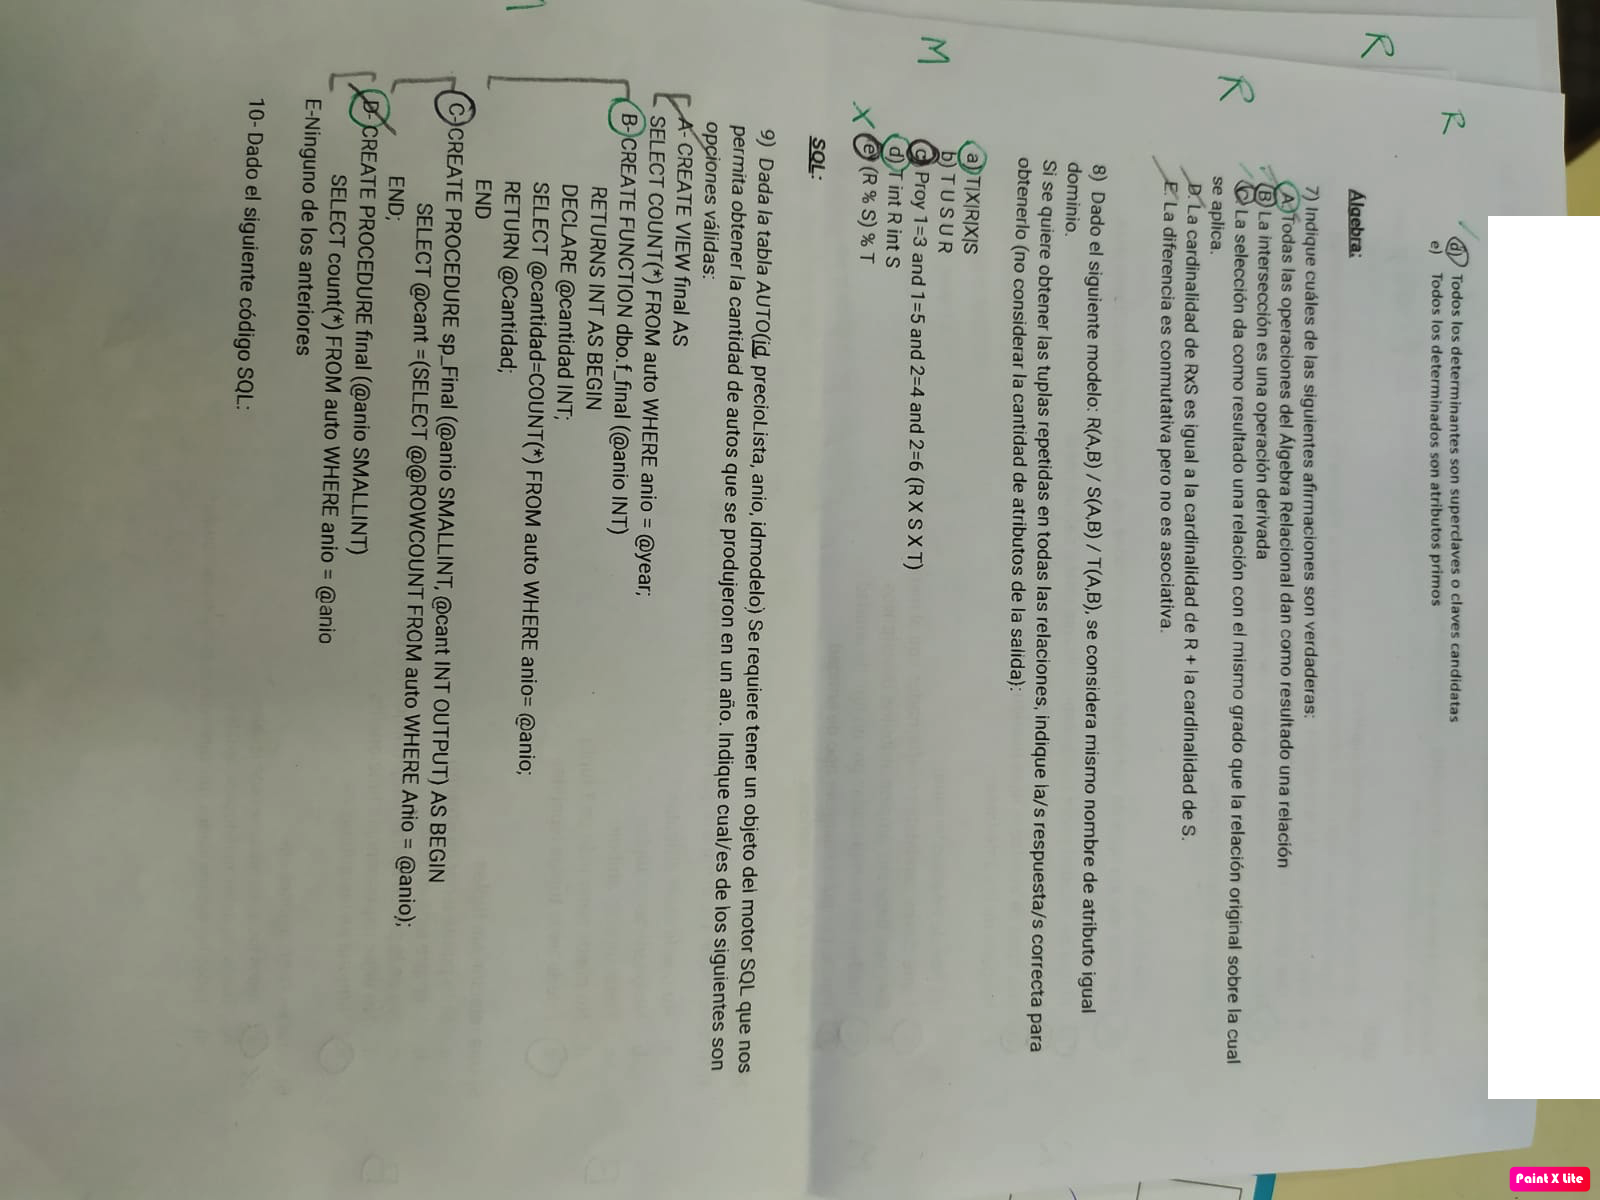 R
d) Todos los determinantes son superclaves o claves candidatas
e) Todos los determinados son atributos primos
R
Álgebra:
7) Indique cuáles de las siguientes afirmaciones son verdaderas:
A. Todas las operaciones del Álgebra Relacional dan como resultado una relación
B) La intersección es una operación derivada
R
C. La selección da como resultado una relación con el mismo grado que la relación original sobre la cual
se aplica.
D. La cardinalidad de RxS es igual a la cardinalidad de R + la cardinalidad de S.
E. La diferencia es conmutativa pero no es asociativa.
8) Dado el siguiente modelo: R(A,B) / S(A,B) / T(A,B), se considera mismo nombre de atributo igual
dominio.
Si se quiere obtener las tuplas repetidas en todas las relaciones, indique la/s respuesta/s correcta para
obtenerlo (no considerar la cantidad de atributos de la salida):
a) T|X|R|X|S
b) T U S U R
M
c) Proy 1=3 and 1=5 and 2=4 and 2=6 (R X S X T)
d) T int R int S
X e) (R % S) % T
SQL:
9) Dada la tabla AUTO(id, precioLista, anio, idmodelo) Se requiere tener un objeto del motor SQL que nos
permita obtener la cantidad de autos que se produjeron en un año. Indique cual/es de los siguientes son
opciones válidas:
A- CREATE VIEW final AS
SELECT COUNT(*) FROM auto WHERE anio = @year;
B- CREATE FUNCTION dbo.f_final (@anio INT)
RETURNS INT AS BEGIN
DECLARE @cantidad INT;
SELECT @cantidad=COUNT(*) FROM auto WHERE anio= @anio;
RETURN @Cantidad;
END
C- CREATE PROCEDURE sp_Final (@anio SMALLINT, @cant INT OUTPUT) AS BEGIN
SELECT @cant =(SELECT @@ROWCOUNT FROM auto WHERE Anio = @anio);
END;
D- CREATE PROCEDURE final (@anio SMALLINT)
SELECT count(*) FROM auto WHERE anio = @anio
E-Ninguno de los anteriores
10- Dado el siguiente código SQL:
Paint X lite